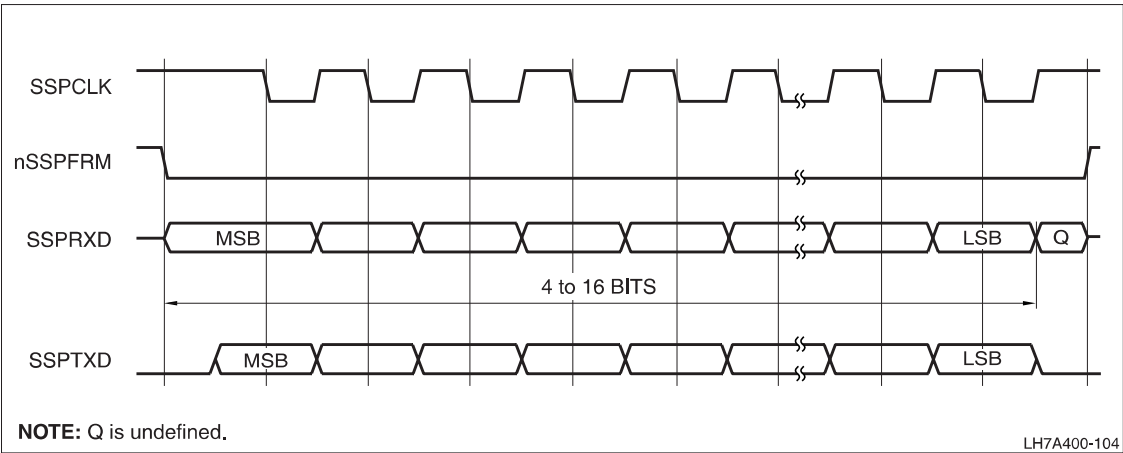 SSPCLK
nSSPFRM
SSPRXD MSB LSB Q
4 to 16 BITS
SSPTXD MSB LSB
NOTE: Q is undefined.
LH7A400-104